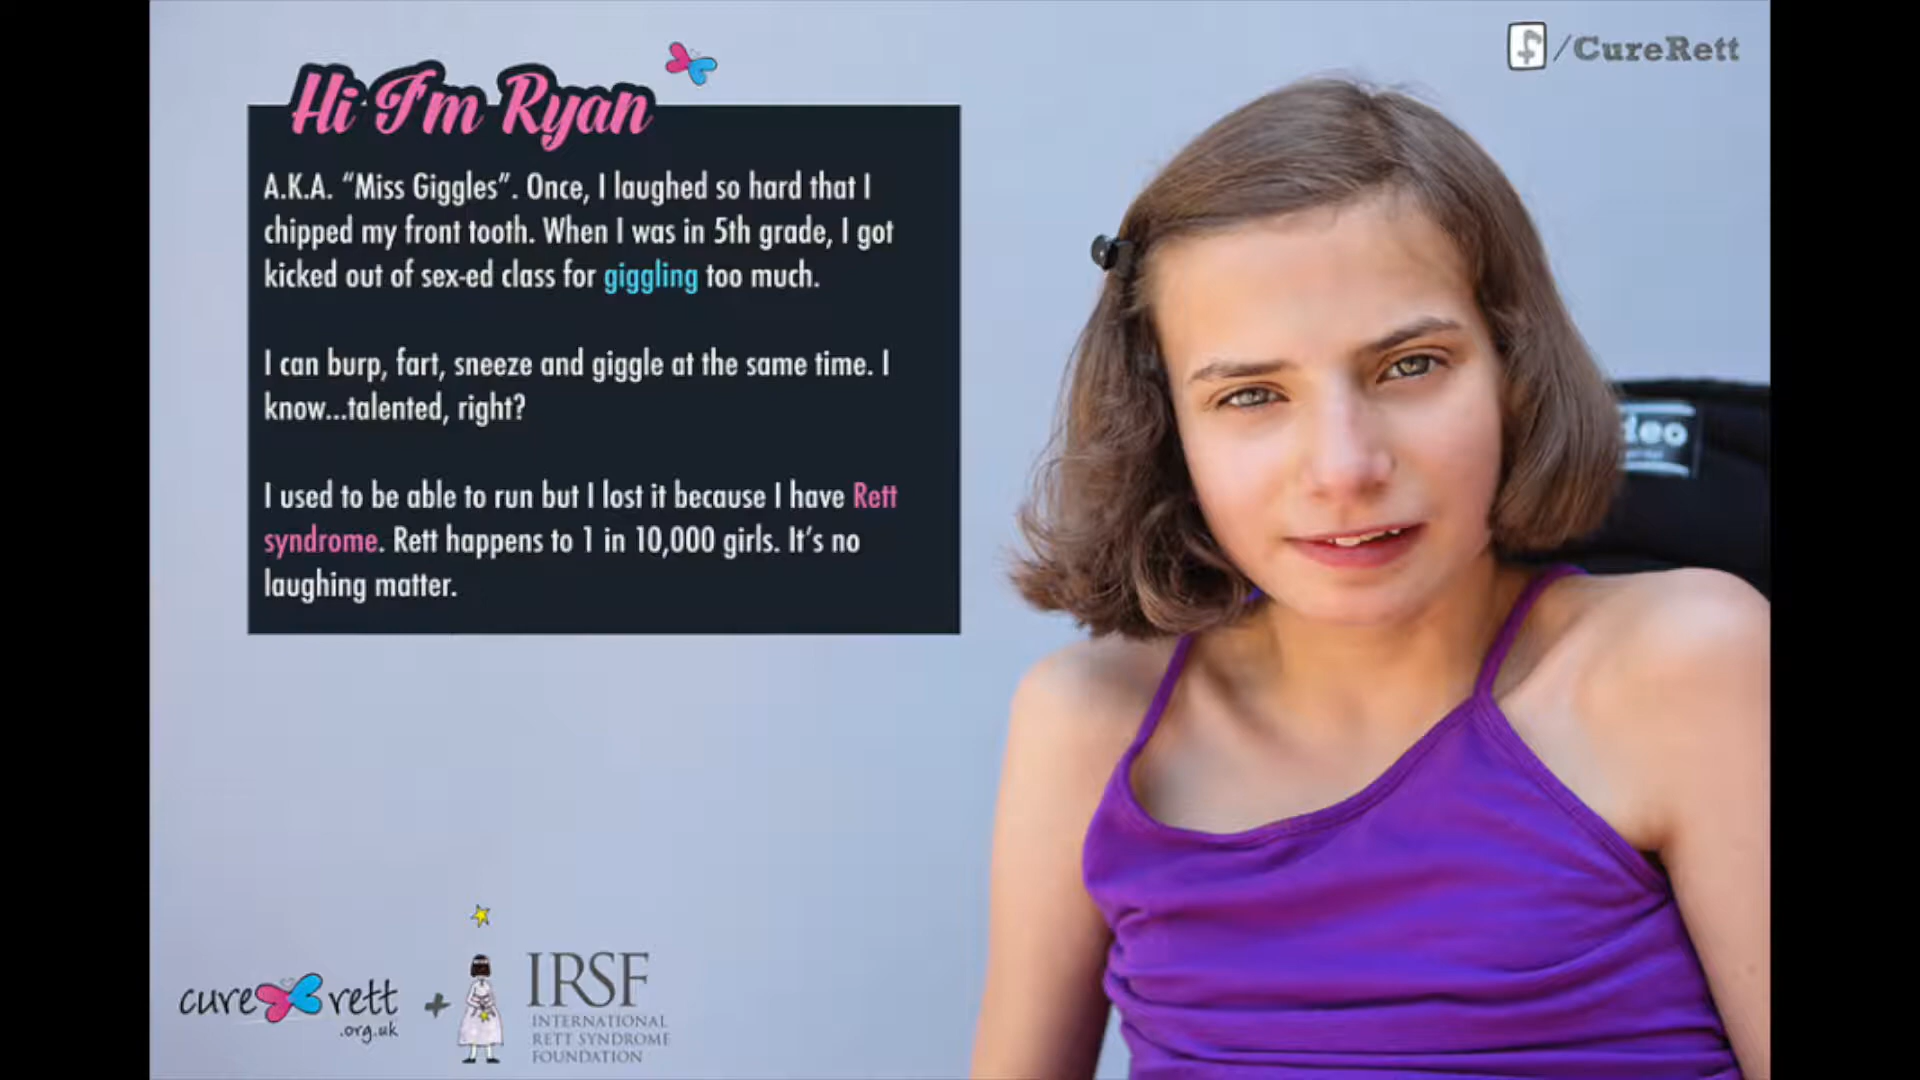 /CureRett
Hi I'm Ryan
A.K.A. “Miss Giggles”. Once, I laughed so hard that I
chipped my front tooth. When I was in 5th grade, I got
kicked out of sex-ed class for giggling too much.
I can burp, fart, sneeze and giggle at the same time. I
know...talented, right?
I used to be able to run but I lost it because I have Rett
syndrome. Rett happens to 1 in 10,000 girls. It’s no
laughing matter.
cure rett
.org.uk
+
IRSF
INTERNATIONAL
RETT SYNDROME
FOUNDATION